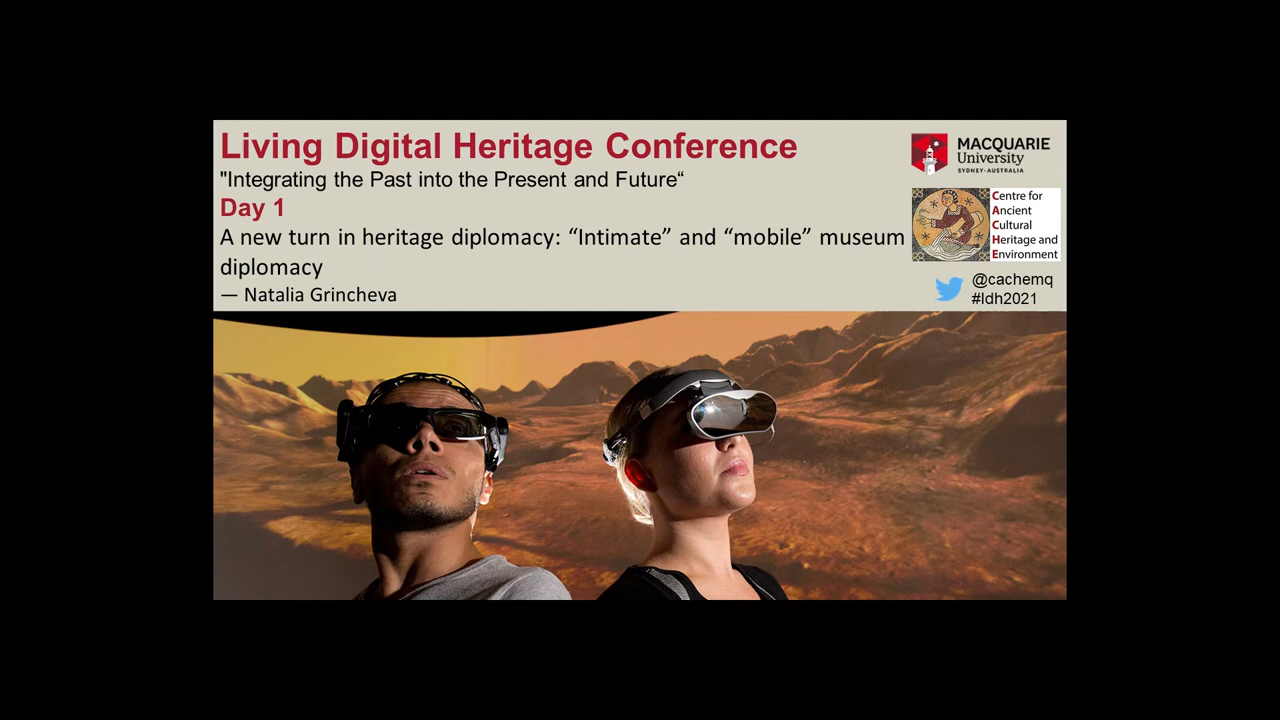 Living Digital Heritage Conference
"Integrating the Past into the Present and Future“
Day 1
A new turn in heritage diplomacy: “Intimate” and “mobile” museum
diplomacy
— Natalia Grincheva
MACQUARIE
University
SYDNEY-AUSTRALIA
Centre for
Ancient
Cultural
Heritage and
Environment
@cachemq
#ldh2021